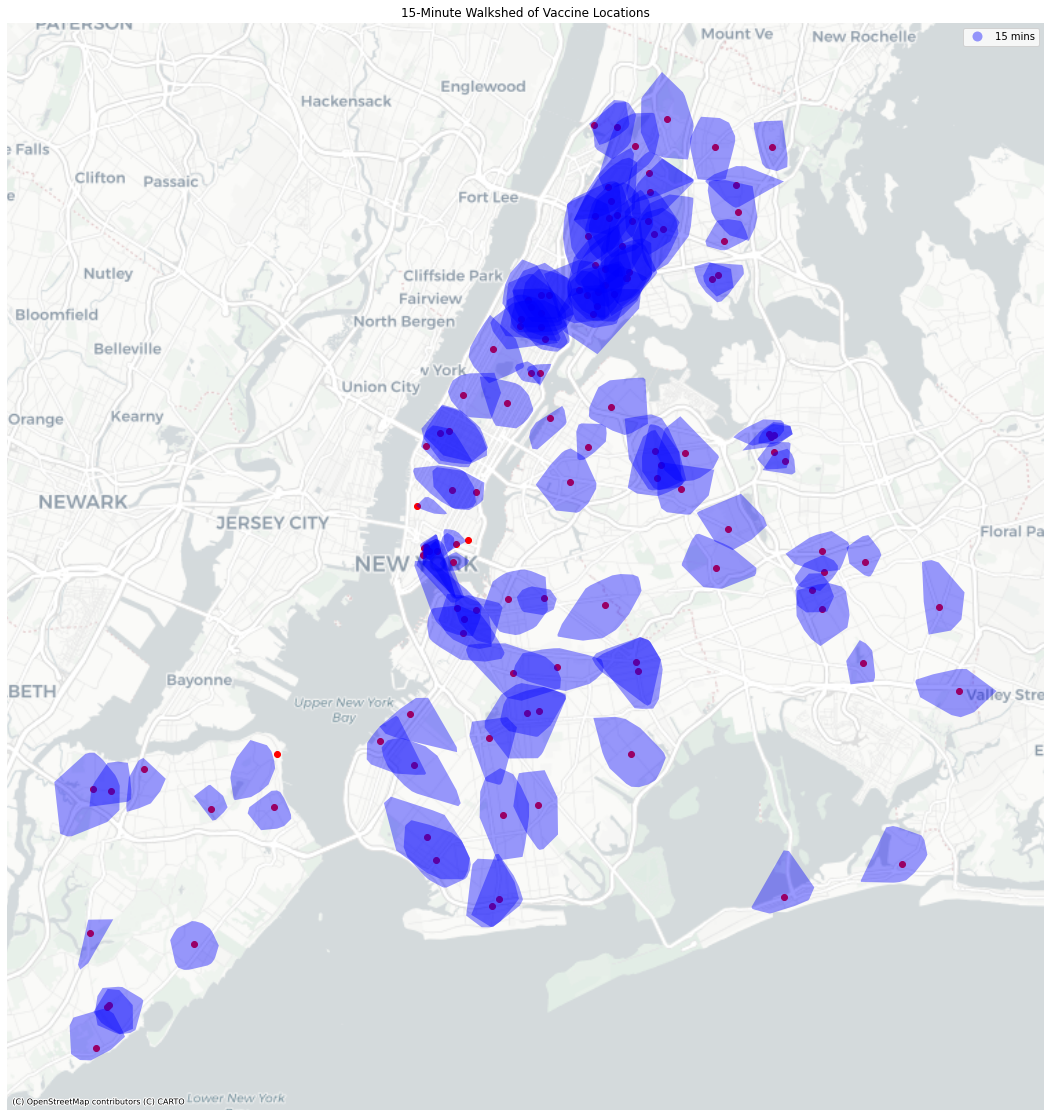 15-Minute Walkshed of Vaccine Locations
15 mins
PATERSON
Mount Ve
New Rochelle
Englewood
Hackensack
e Falls
Clifton
Passaic
Fort Lee
e
Nutley
Cliffside Park
Fairview
Bloomfield
North Bergen
Belleville
w York
Union City
Orange
Kearny
NEWARK
JERSEY CITY
Floral Pa
NEW YORK
BETH
Bayonne
Upper New York
Bay
Valley Stre
E
Lower New York
(C) OpenStreetMap contributors (C) CARTO